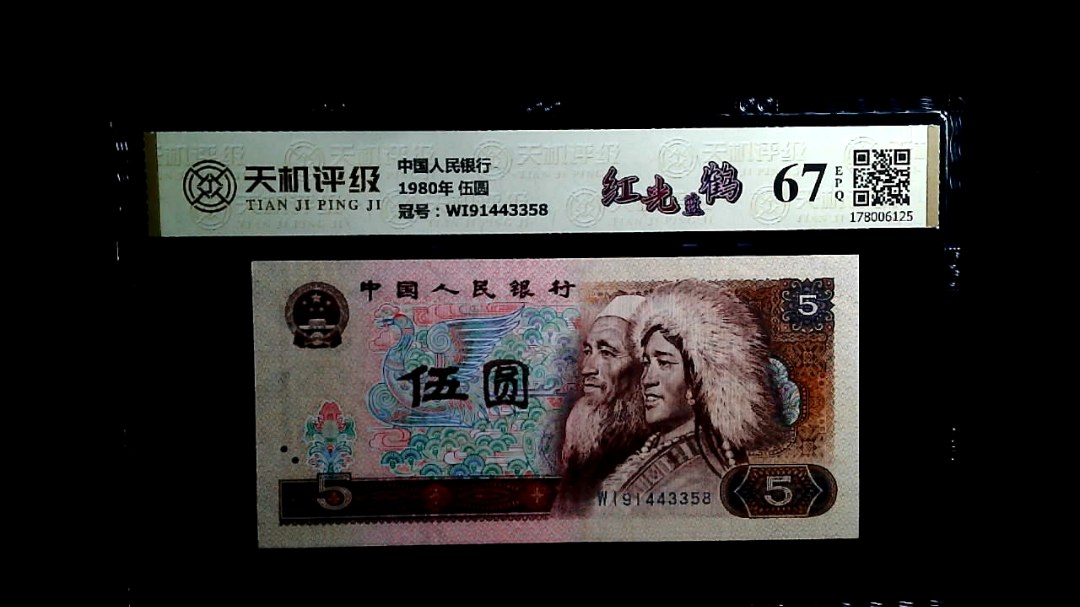 天机评级
TIAN JI PING JI
中国人民银行
1980年 伍圆
冠号：WI91443358
红光蓝鹤
67
EPQ
178006125
中国人民银行
5
伍圆
5
WI91443358
5